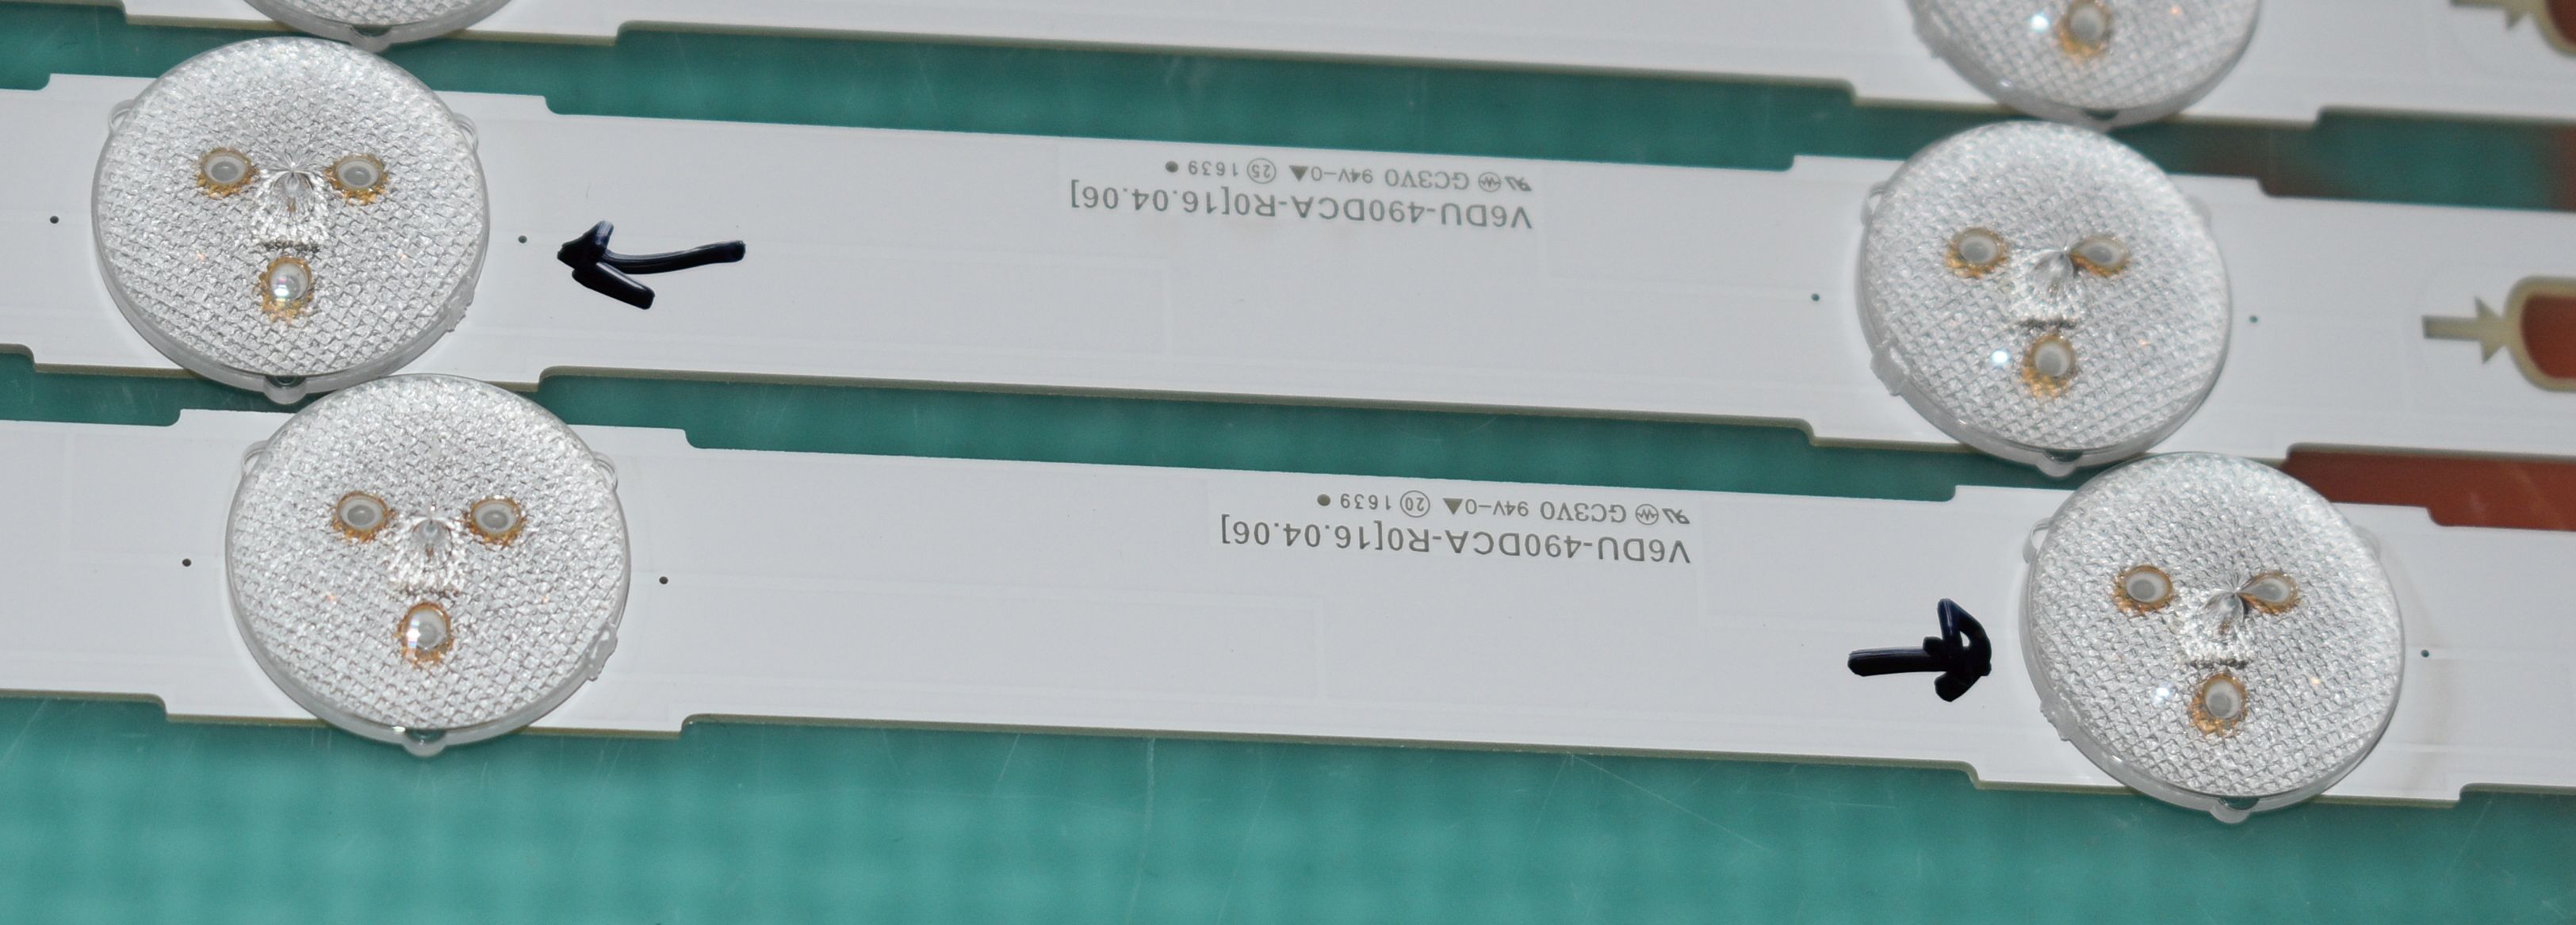 V6DU-490DCA-R0[16.04.06]
GC3V0 94V-0▲ 25 1639 ●
V6DU-490DCA-R0[16.04.06]
GC3V0 94V-0▲ 20 1639 ●